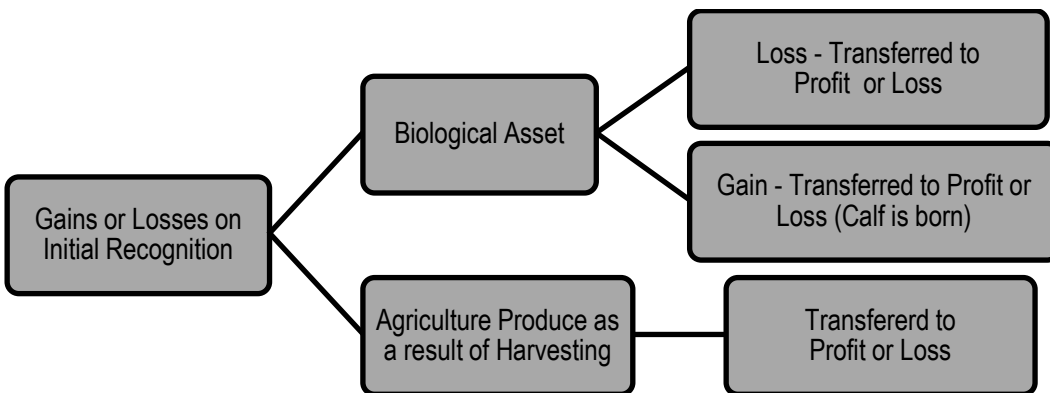 Gains or Losses on
Initial Recognition
Biological Asset
Loss - Transferred to
Profit or Loss
Gain - Transferred to Profit or
Loss (Calf is born)
Agriculture Produce as
a result of Harvesting
Transfererd to
Profit or Loss